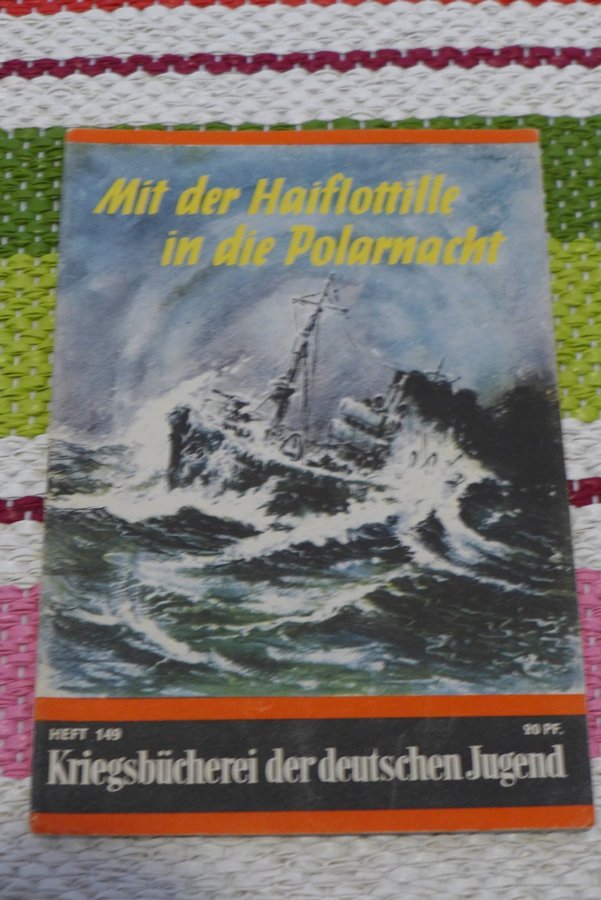 Mit der Haiflottille
in die Polarnacht
HEFT 149
20 PF.
Kriegsbücherei der deutschen Jugend